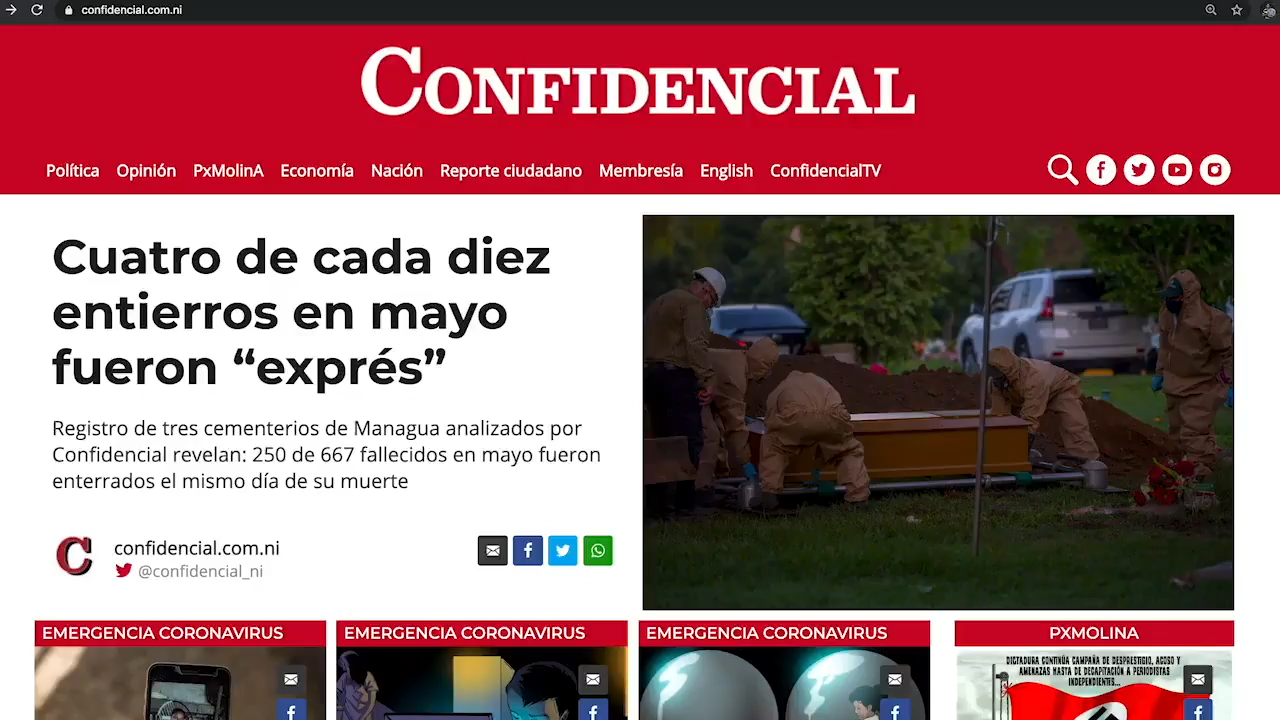 confidencial.com.ni
CONFIDENCIAL
Política Opinión PxMolinA Economía Nación Reporte ciudadano Membresía English ConfidencialTV
Cuatro de cada diez
entierros en mayo
fueron “exprés”
Registro de tres cementerios de Managua analizados por
Confidencial revelan: 250 de 667 fallecidos en mayo fueron
enterrados el mismo día de su muerte
confidencial.com.ni
@confidencial_ni
EMERGENCIA CORONAVIRUS EMERGENCIA CORONAVIRUS EMERGENCIA CORONAVIRUS PXMOLINA
DICTADURA CONTINÚA CAMPAÑA DE DESPRESTIGIO, ACOSO Y
AMENAZAS HASTA DE DECAPITACIÓN A PERIODISTAS
INDEPENDIENTES...